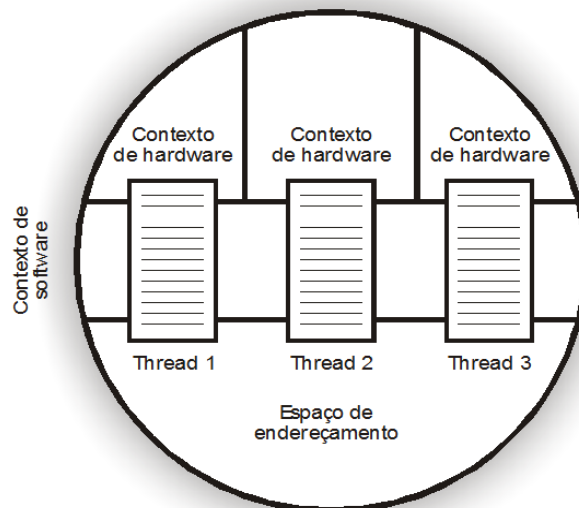 Contexto
de hardware
Contexto
de hardware
Contexto
de hardware
Contexto de
software
Thread 1
Thread 2
Thread 3
Espaço de
endereçamento